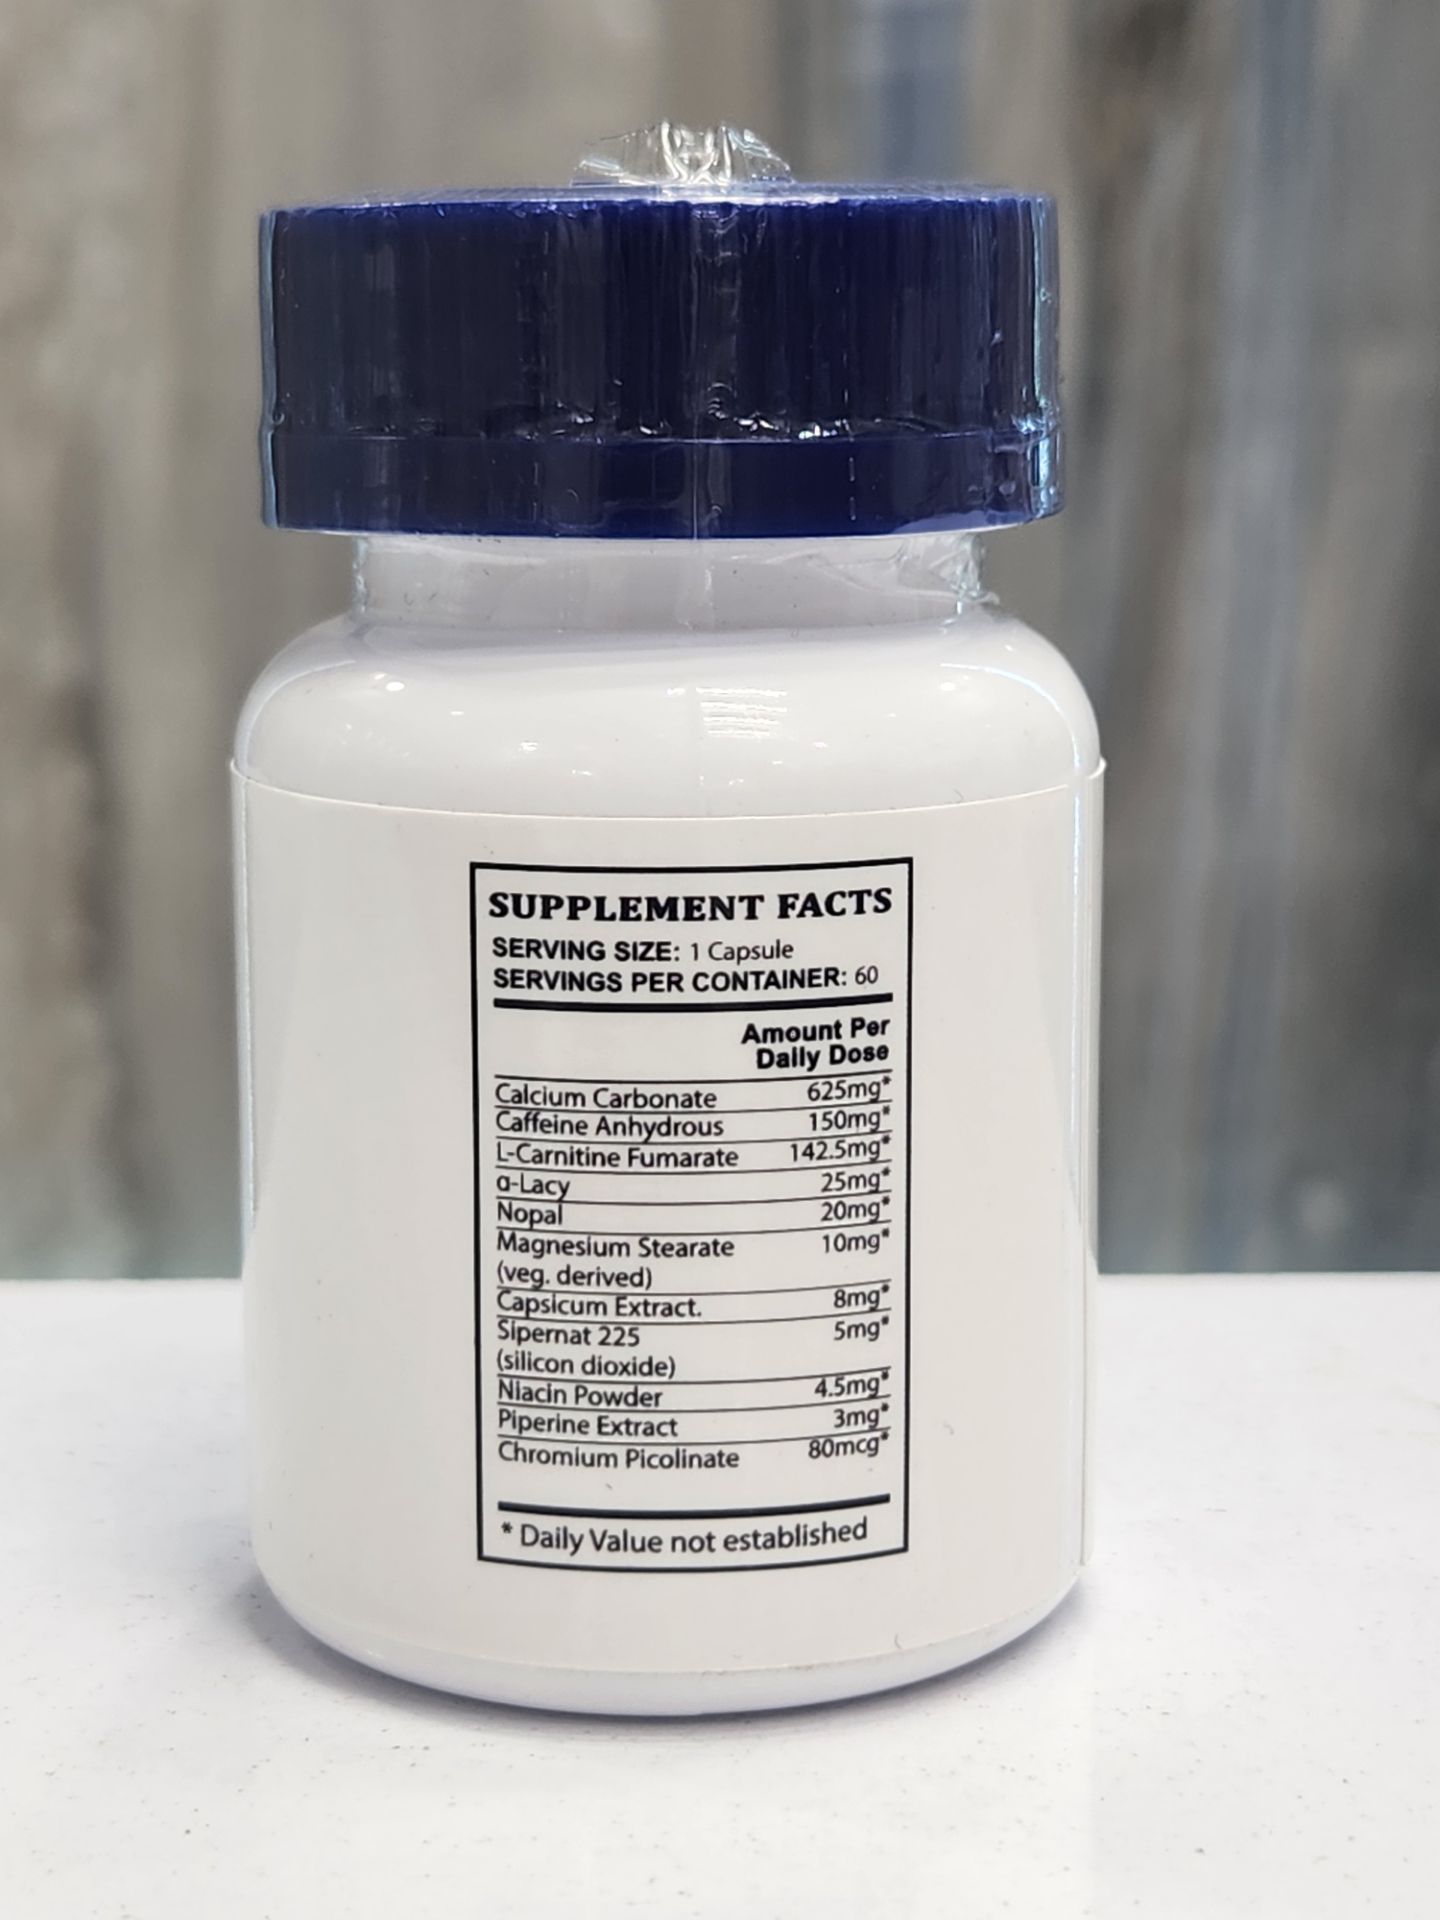 SUPPLEMENT FACTS
SERVING SIZE: 1 Capsule
SERVINGS PER CONTAINER: 60
Amount Per
Daily Dose
Calcium Carbonate 625mg*
Caffeine Anhydrous 150mg*
L-Carnitine Fumarate 142.5mg*
α-Lacy 25mg*
Nopal 20mg*
Magnesium Stearate 10mg*
(veg. derived)
Capsicum Extract. 8mg*
Sipernat 225 5mg*
(silicon dioxide)
Niacin Powder 4.5mg*
Piperine Extract 3mg*
Chromium Picolinate 80mcg*
* Daily Value not established